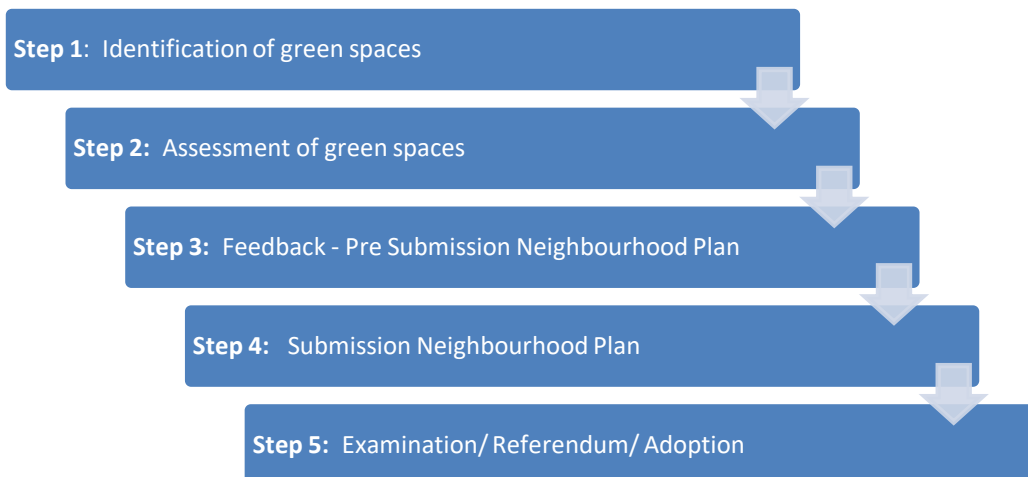 Step 1: Identification of green spaces
Step 2: Assessment of green spaces
Step 3: Feedback - Pre Submission Neighbourhood Plan
Step 4: Submission Neighbourhood Plan
Step 5: Examination/ Referendum/ Adoption